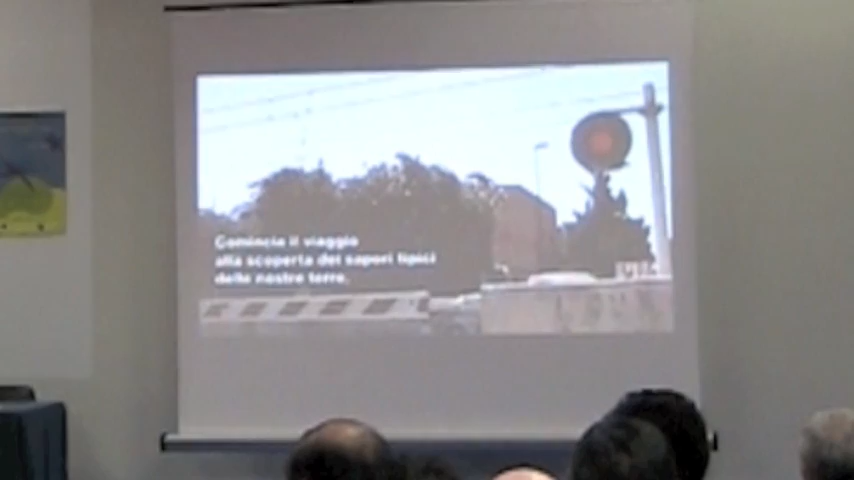 Comincia il viaggio
alla scoperta dei sapori tipici
delle nostre terre.